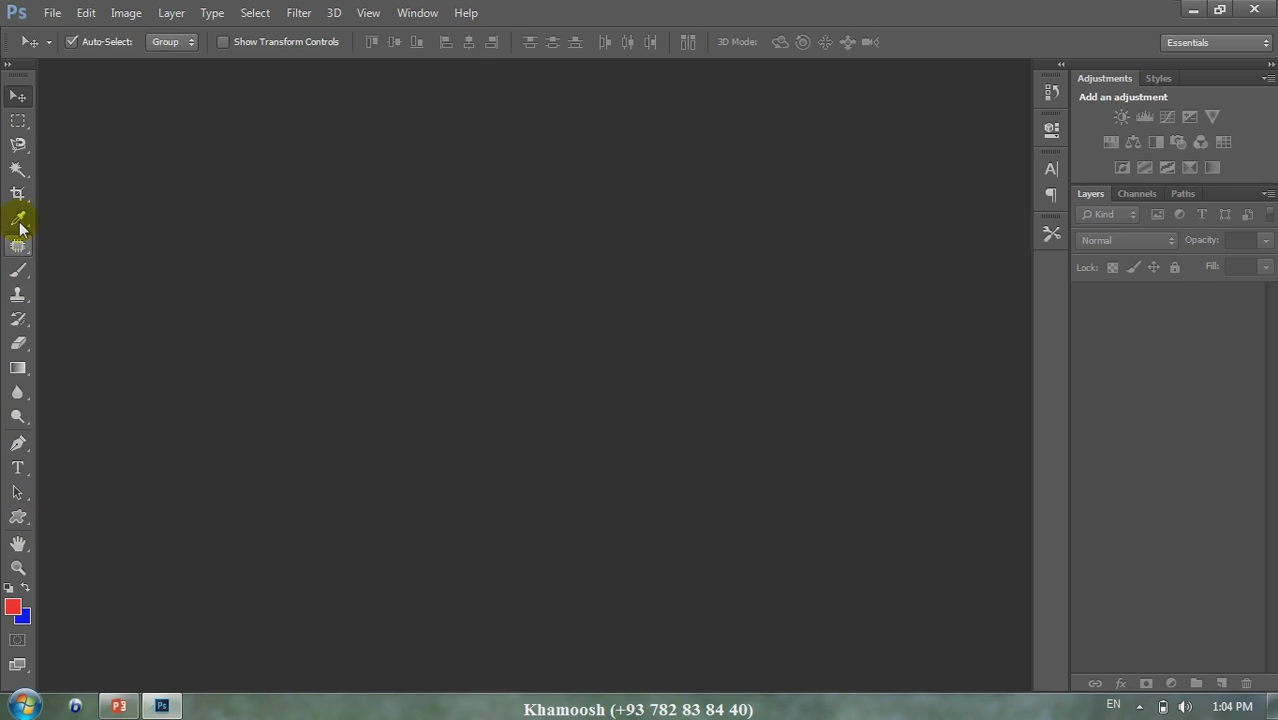 Ps File Edit Image Layer Type Select Filter 3D View Window Help
Auto-Select: Group Show Transform Controls 3D Mode: Essentials
Adjustments Styles
Add an adjustment
Layers Channels Paths
Kind T
Normal Opacity:
Lock: Fill:
A
T
P3 Ps Khamoosh (+93 782 83 84 40) EN 1:04 PM